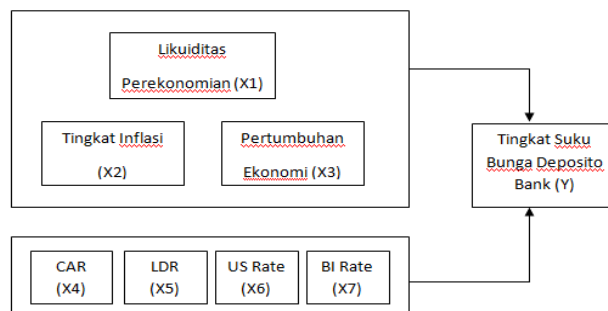 Likuiditas
Perekonomian (X1)
Tingkat Inflasi
(X2)
Pertumbuhan
Ekonomi (X3)
Tingkat Suku
Bunga Deposito
Bank (Y)
CAR
(X4)
LDR
(X5)
US Rate
(X6)
BI Rate
(X7)